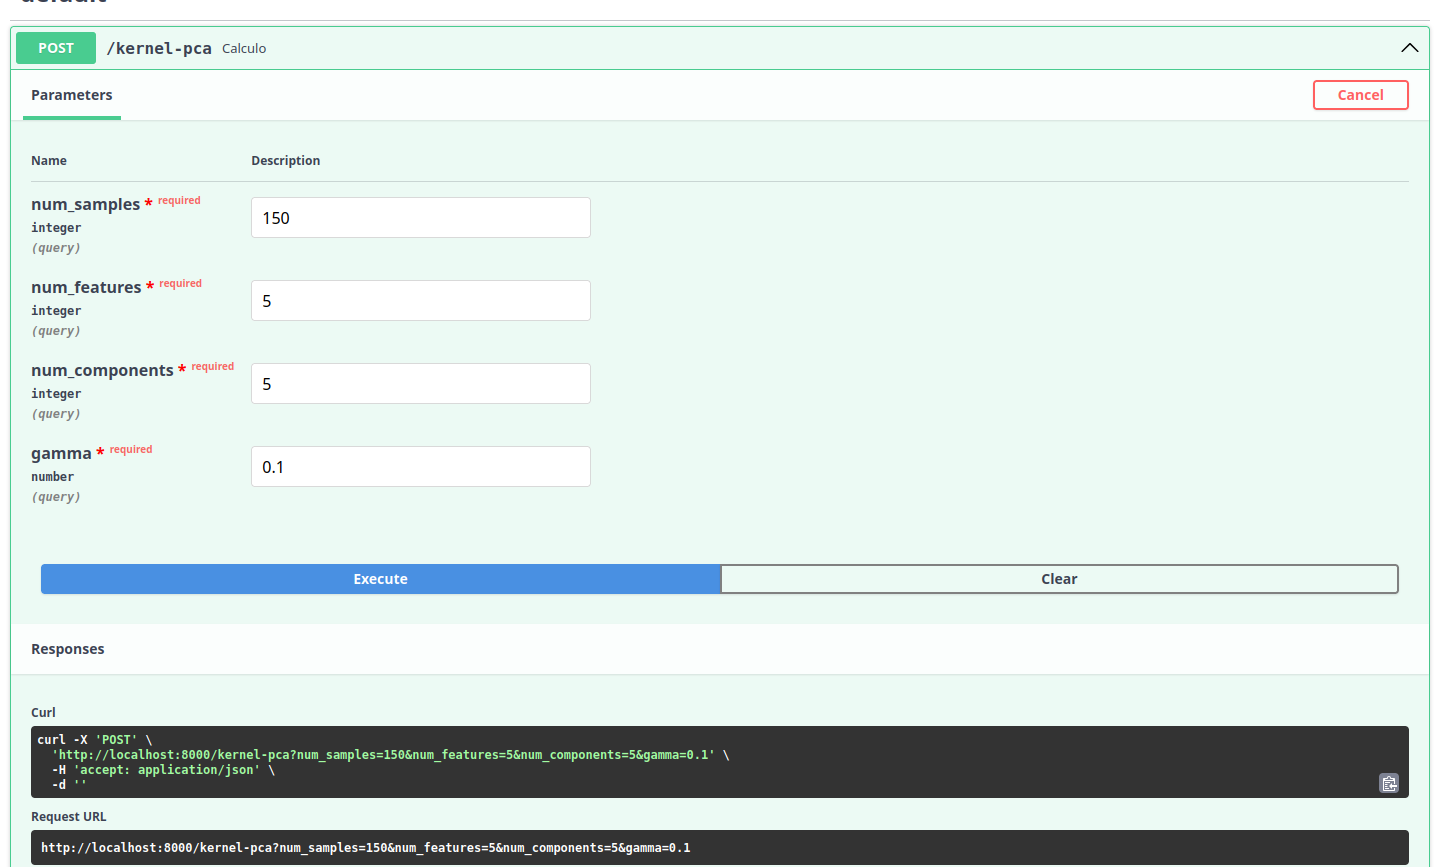 default
POST /kernel-pca Calculo
Parameters Cancel
Name Description
num_samples * required 150
integer
(query)
num_features * required 5
integer
(query)
num_components * required 5
integer
(query)
gamma * required 0.1
number
(query)
Execute Clear
Responses
Curl
curl -X 'POST' \
'http://localhost:8000/kernel-pca?num_samples=150&num_features=5&num_components=5&gamma=0.1' \
-H 'accept: application/json' \
-d ''
Request URL
http://localhost:8000/kernel-pca?num_samples=150&num_features=5&num_components=5&gamma=0.1